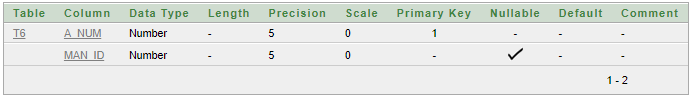 Table Column Data Type Length Precision Scale Primary Key Nullable Default Comment
T6 A_NUM Number - 5 0 1 - - -
MAN_ID Number - 5 0 - ✓ - -
1 - 2